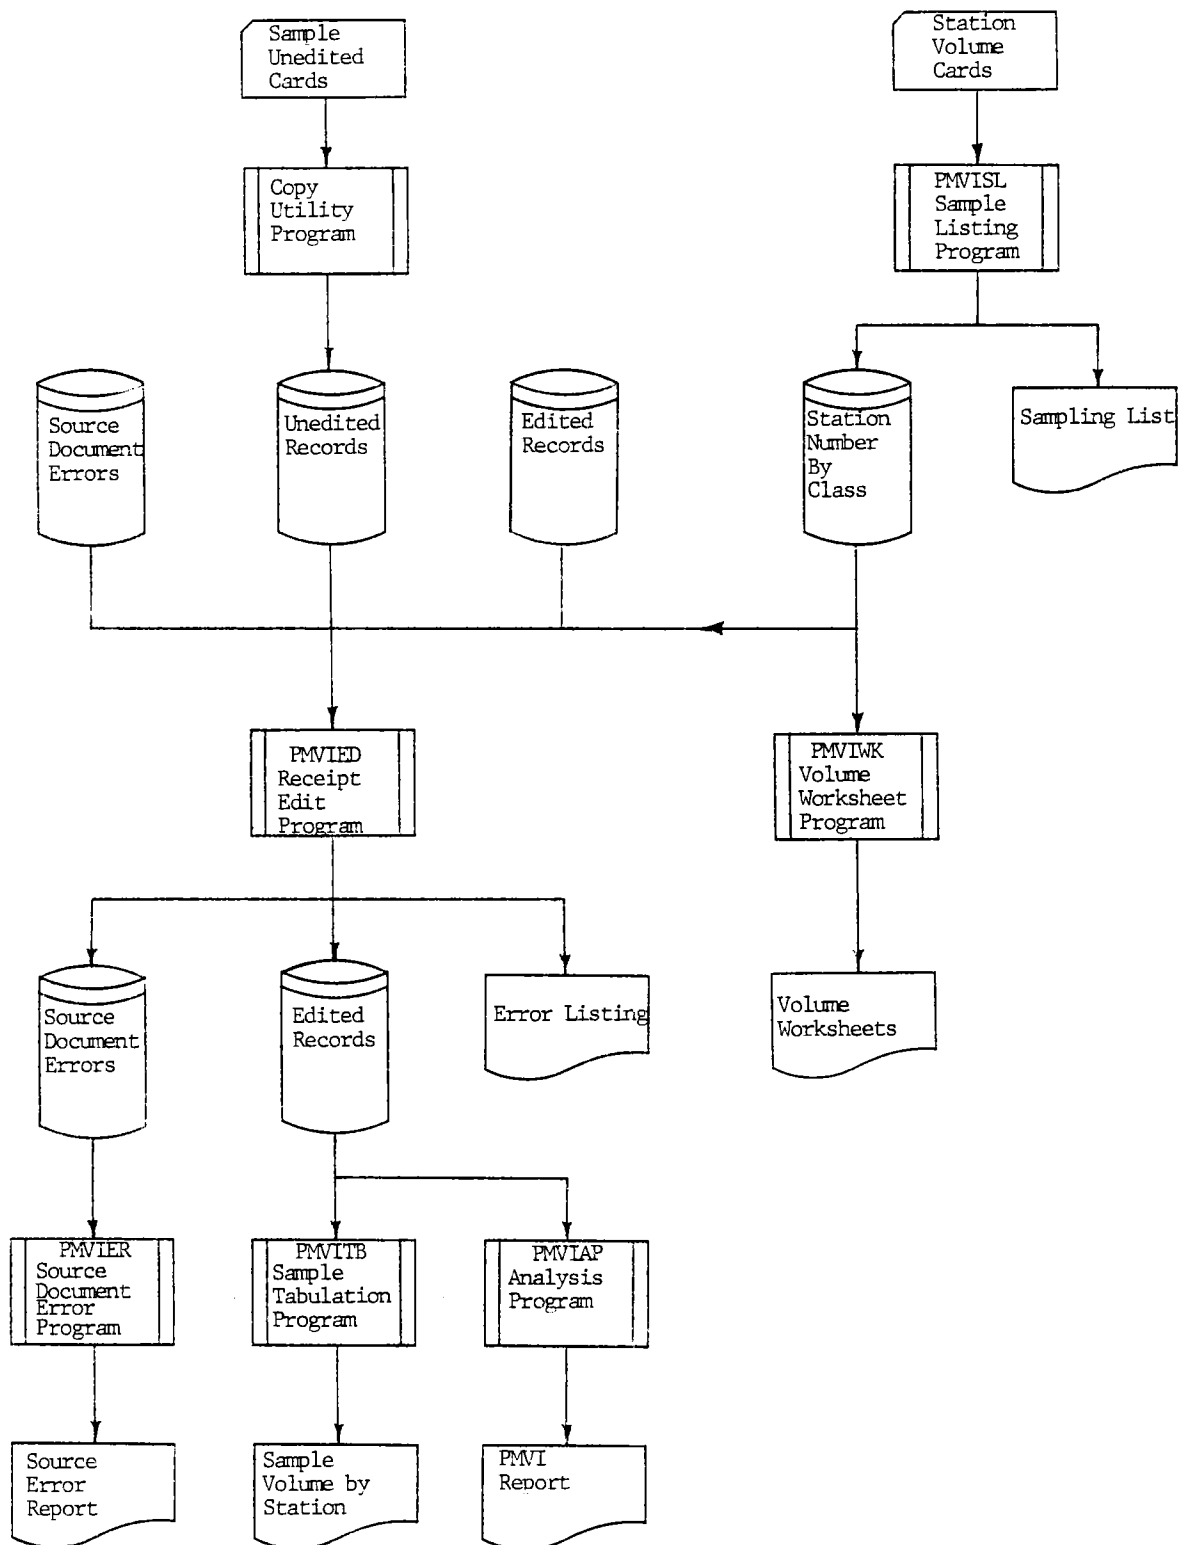 Sample
Unedited
Cards
Station
Volume
Cards
Copy
Utility
Program
PMVISL
Sample
Listing
Program
Source
Document
Errors
Unedited
Records
Edited
Records
Station
Number
By
Class
Sampling List
PMVIED
Receipt
Edit
Program
PMVIWK
Volume
Worksheet
Program
Source
Document
Errors
Edited
Records
Error Listing
Volume
Worksheets
PMVIER
Source
Document
Error
Program
PMVITB
Sample
Tabulation
Program
PMVIAP
Analysis
Program
Source
Error
Report
Sample
Volume by
Station
PMVI
Report